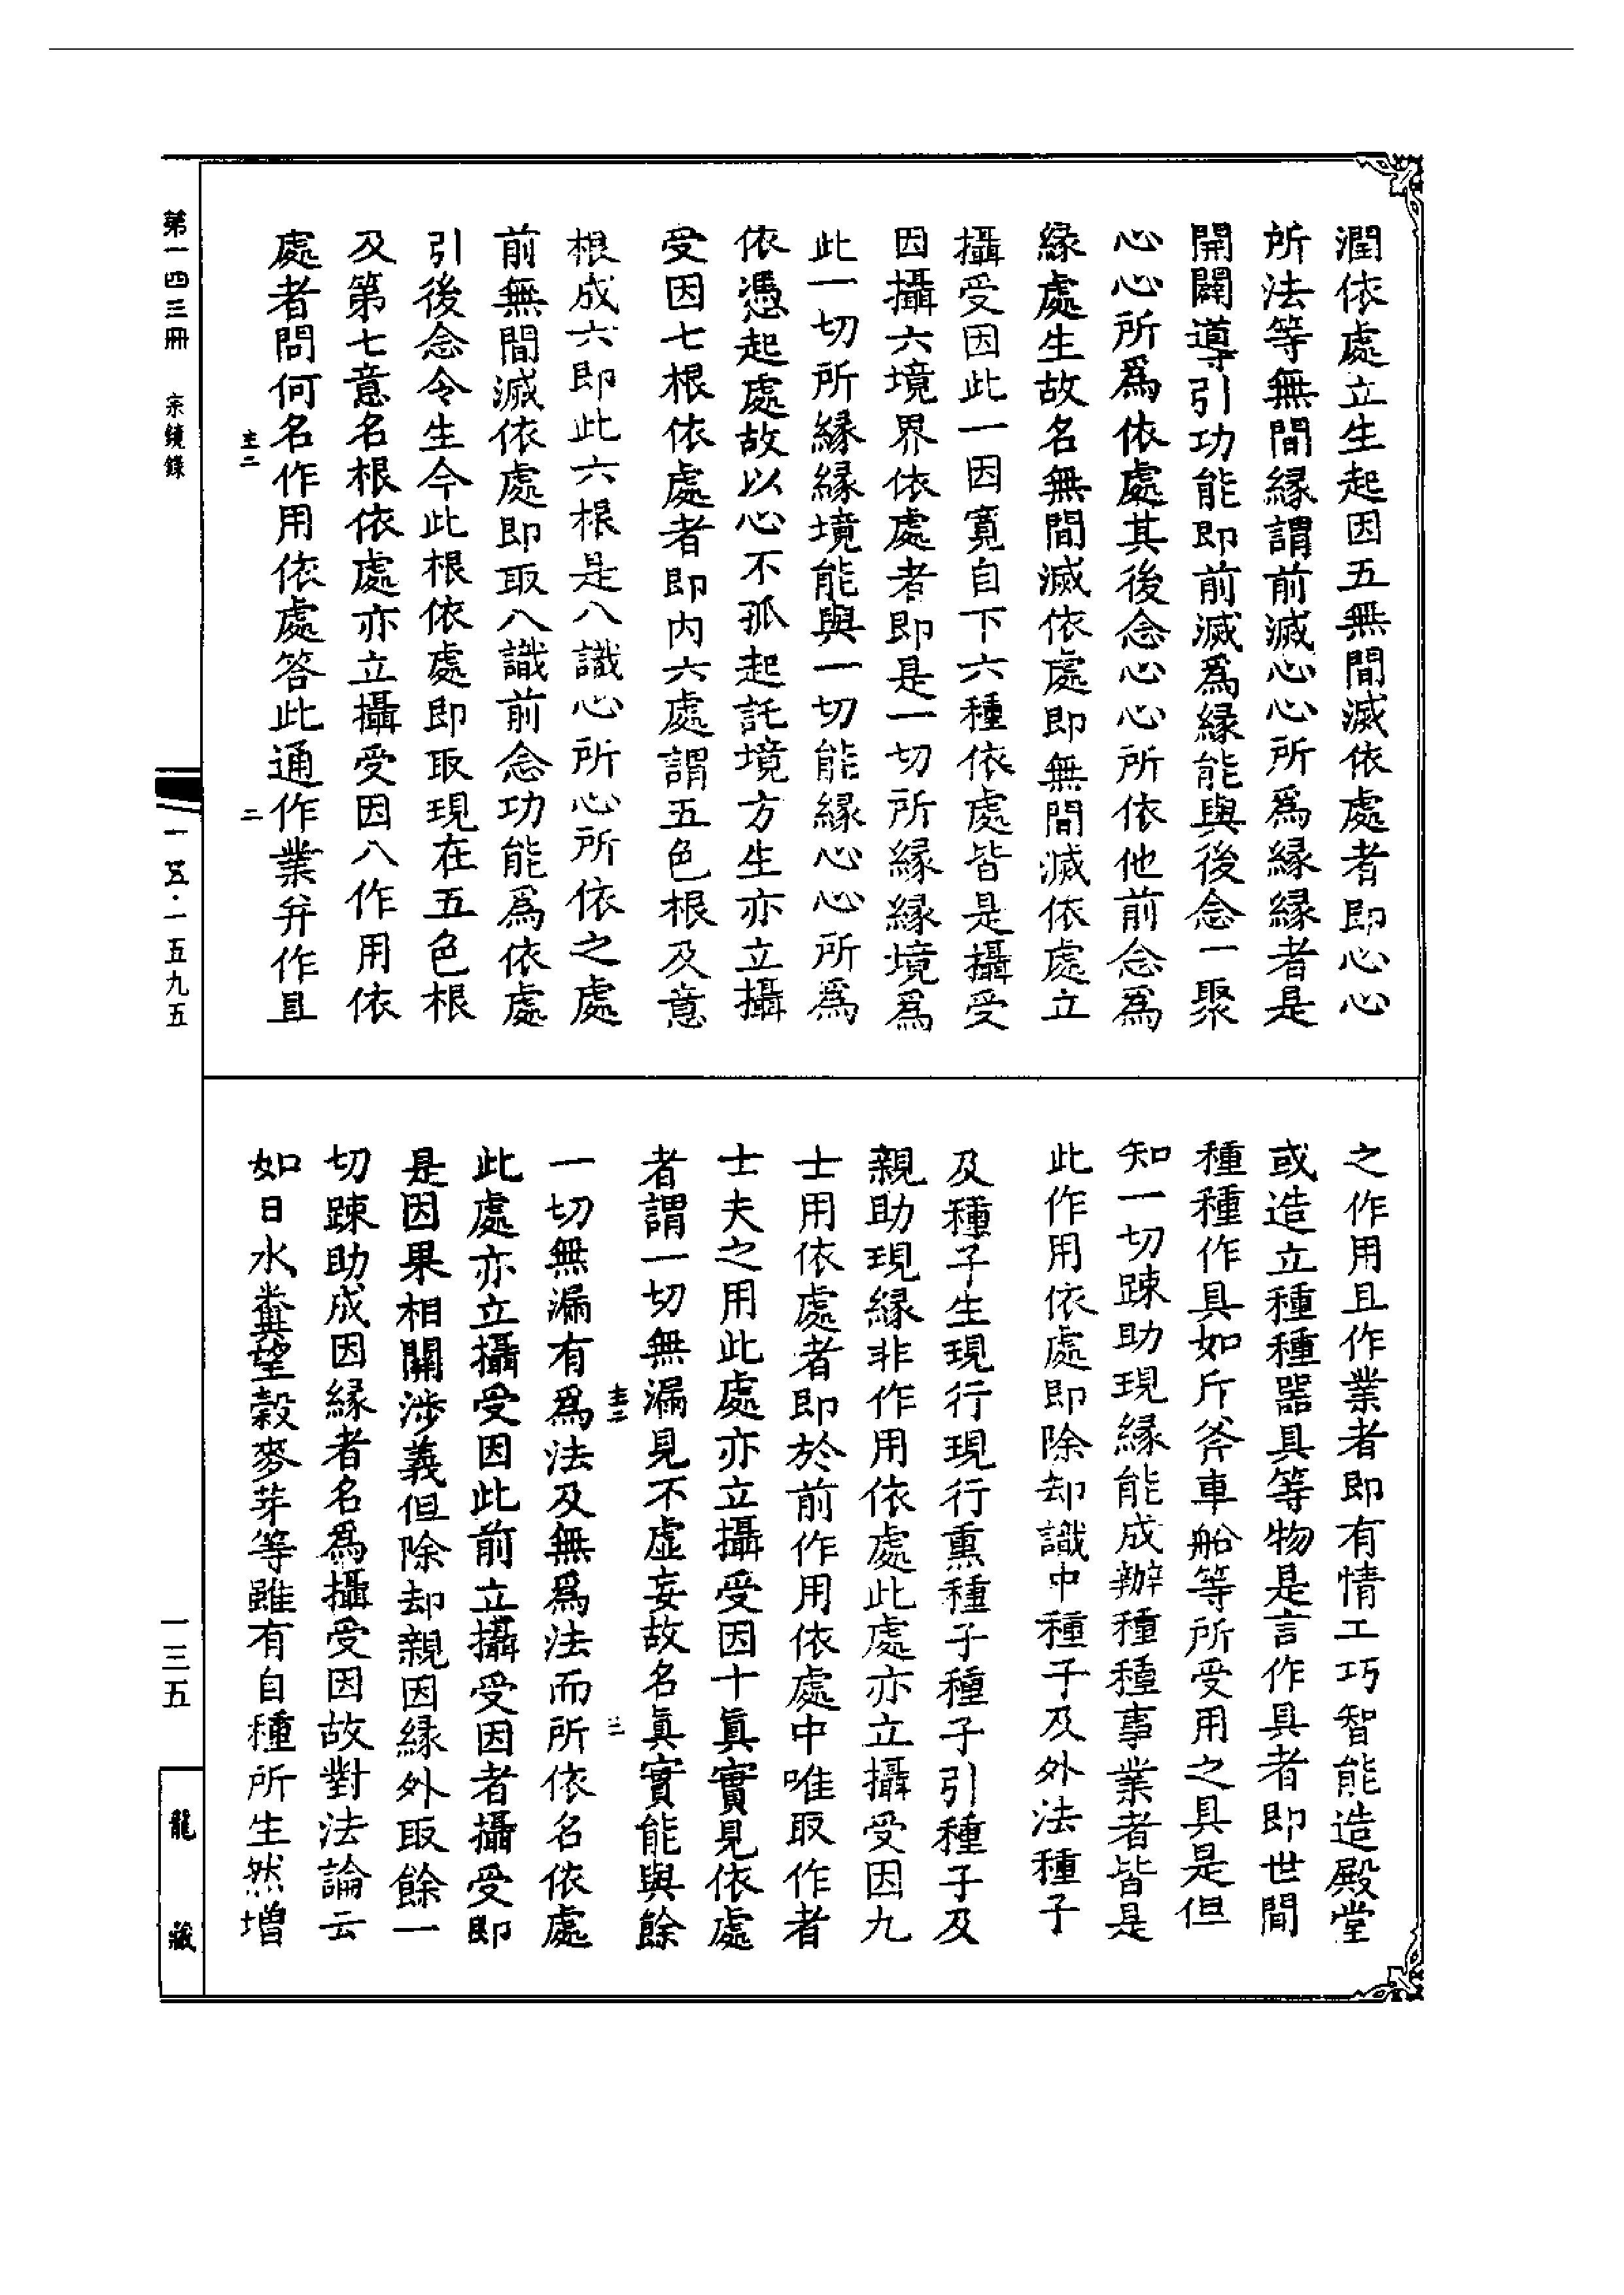 潤依處立生起因五無間滅依處者即心心
所法等無間縁謂前滅心心所爲縁縁者是
開闢導引功能即前滅爲縁能與後念一聚
心心所爲依處其後念心心所依他前念爲
縁處生故名無間滅依處即無間滅依處立
攝受因此一因寛自下六種依處皆是攝受
因攝六境界依處者即是一切所縁縁境爲
此一切所縁縁境能與一切能縁心心所爲
依憑起處故以心不孤起託境方生亦立攝
受因七根依處者即内六處謂五色根及意
根成六即此六根是八識心所心所依之處
前無間滅依處即取八識前念功能爲依處
引後念令生今此根依處即取現在五色根
及第七意名根依處亦立攝受因八作用依
處者問何名作用依處答此通作業并作且
主二
二
之作用且作業者即有情工巧智能造殿堂
或造立種種器具等物是言作具者即世間
種種作具如斤斧車船等所受用之具是但
知一切踈助現縁能成辦種種事業者皆是
此作用依處即除却識中種子及外法種子
及種子生現行現行熏種子種子引種子及
親助現縁非作用依處此處亦立攝受因九
士用依處者即於前作用依處中唯取作者
士夫之用此處亦立攝受因十眞實見依處
者謂一切無漏見不虚妄故名眞實能與餘
主二
三
一切無漏有爲法及無爲法而所依名依處
此處亦立攝受因此前立攝受因者攝受即
是因果相關涉義但除却親因縁外取餘一
切踈助成因縁者名爲攝受因故對法論云
如日水糞望穀麥芽等雖有自種所生然增
第一四三冊 宗鏡錄
一五·一五九五
一三五
龍藏